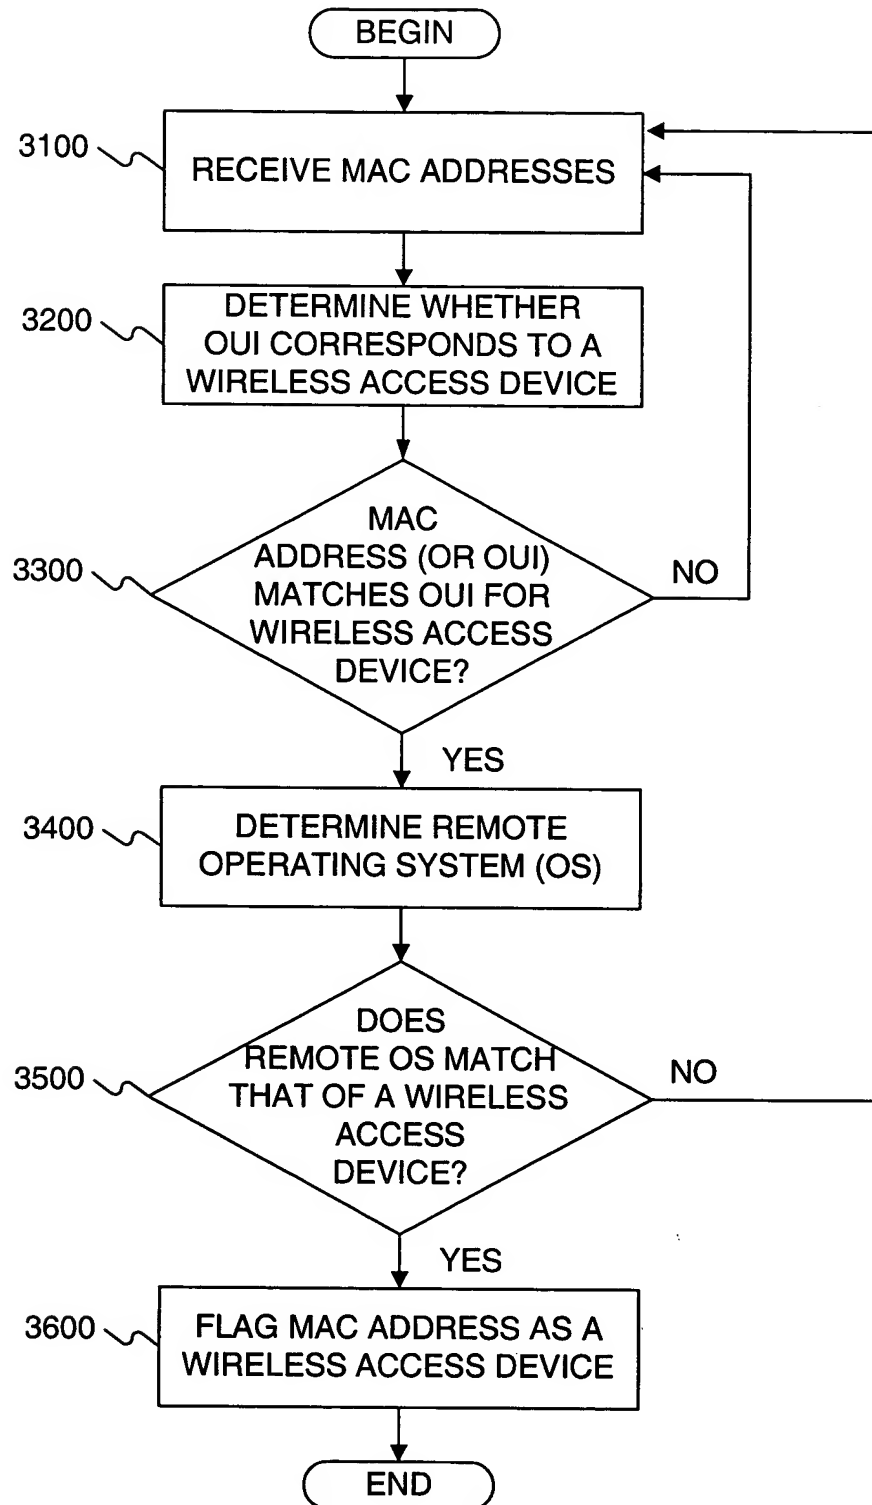 BEGIN
3100
RECEIVE MAC ADDRESSES
3200
DETERMINE WHETHER
OUI CORRESPONDS TO A
WIRELESS ACCESS DEVICE
3300
MAC
ADDRESS (OR OUI)
MATCHES OUI FOR
WIRELESS ACCESS
DEVICE?
NO
YES
3400
DETERMINE REMOTE
OPERATING SYSTEM (OS)
3500
DOES
REMOTE OS MATCH
THAT OF A WIRELESS
ACCESS
DEVICE?
NO
YES
3600
FLAG MAC ADDRESS AS A
WIRELESS ACCESS DEVICE
END